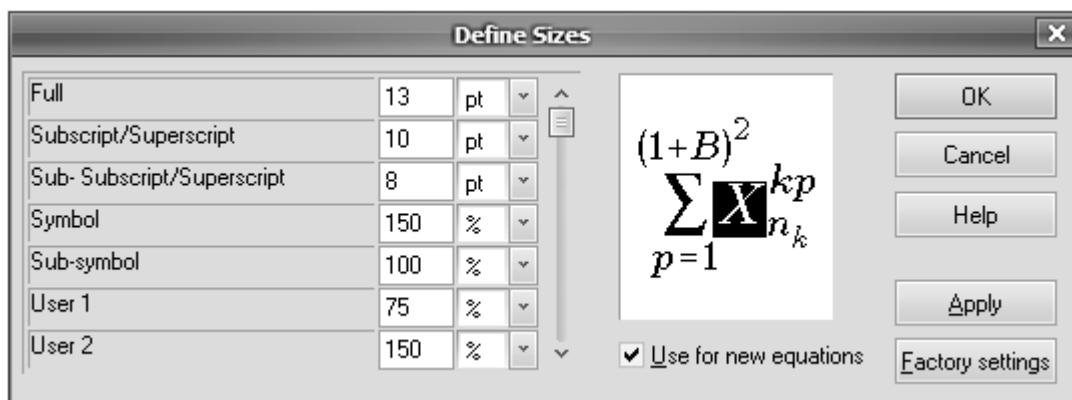 Define Sizes
Full 13 pt
Subscript/Superscript 10 pt
Sub- Subscript/Superscript 8 pt
Symbol 150 %
Sub-symbol 100 %
User 1 75 %
User 2 150 %
(1+B)²
∑ X kp
n k
p=1
Use for new equations
OK
Cancel
Help
Apply
Factory settings